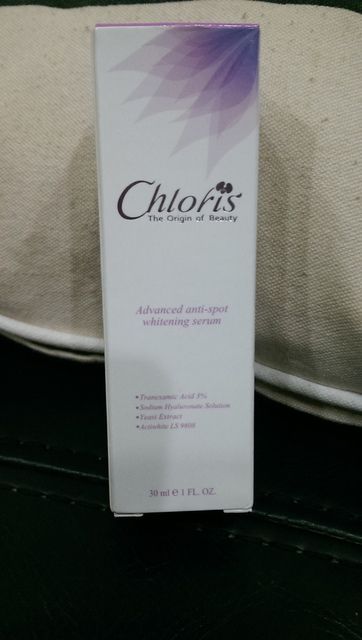 Chloris
The Origin of Beauty
Advanced anti-spot
whitening serum
•Tranexamic Acid 3%
•Sodium Hyaluronate Solution
•Yeast Extract
•Actiwhite LS 9808
30 ml ℮ 1 FL. OZ.